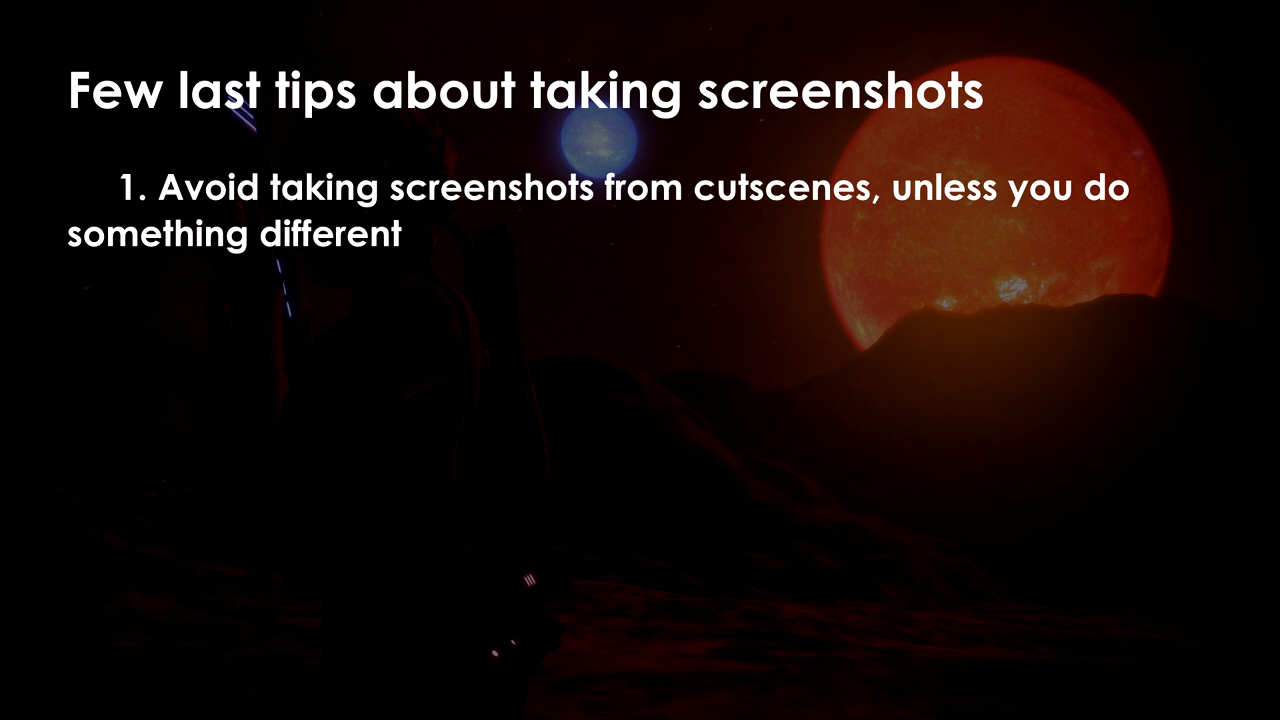 Few last tips about taking screenshots
1. Avoid taking screenshots from cutscenes, unless you do
something different